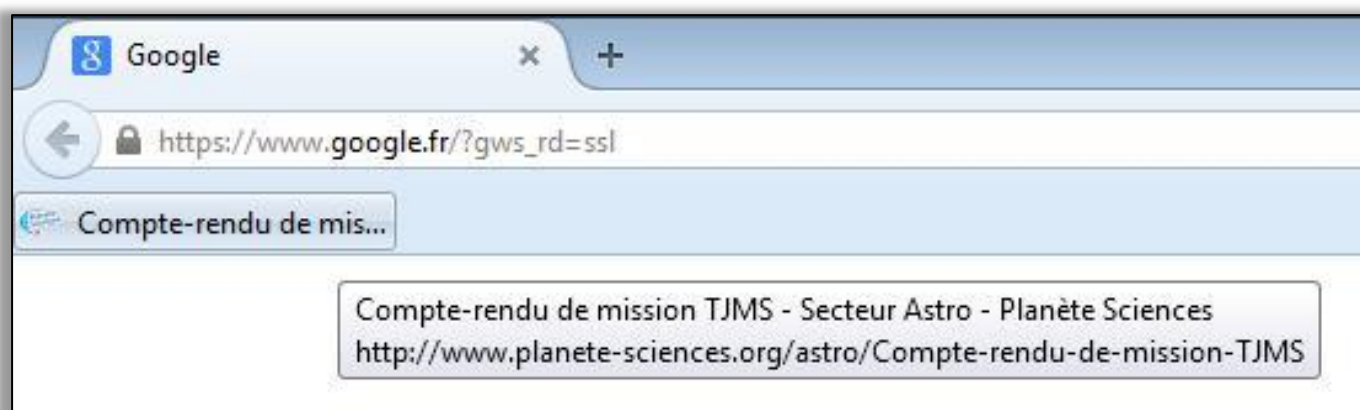 Google
https://www.google.fr/?gws_rd=ssl
Compte-rendu de mis...
Compte-rendu de mission TJMS - Secteur Astro - Planète Sciences
http://www.planete-sciences.org/astro/Compte-rendu-de-mission-TJMS